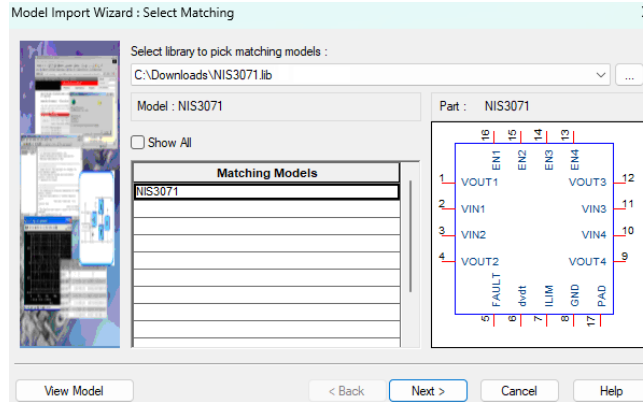 Model Import Wizard : Select Matching
Select library to pick matching models :
C:\Downloads\NIS3071.lib
...
Model : NIS3071
Part : NIS3071
Show All
Matching Models
NIS3071
16 15 14 13
EN1 EN2 EN3 EN4
1 VOUT1 VOUT3 12
2 VIN1 VIN3 11
3 VIN2 VIN4 10
4 VOUT2 VOUT4 9
FAULT dvdt ILIM GND PAD
5 6 7 8 17
View Model
< Back
Next >
Cancel
Help